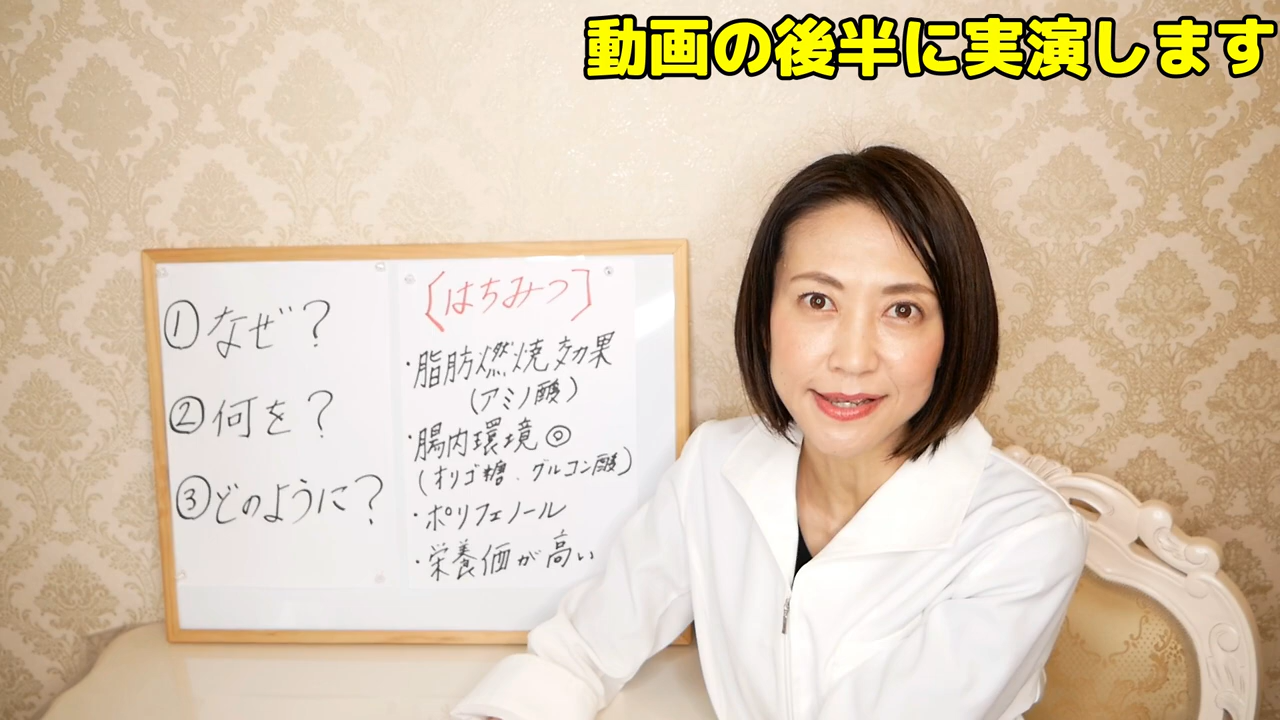 動画の後半に実演します
①なぜ?
②何を?
③どのように?
[はちみつ]
・脂肪燃焼効果
(アミノ酸)
・腸内環境◎
(オリゴ糖、グルコン酸)
・ポリフェノール
・栄養価が高い